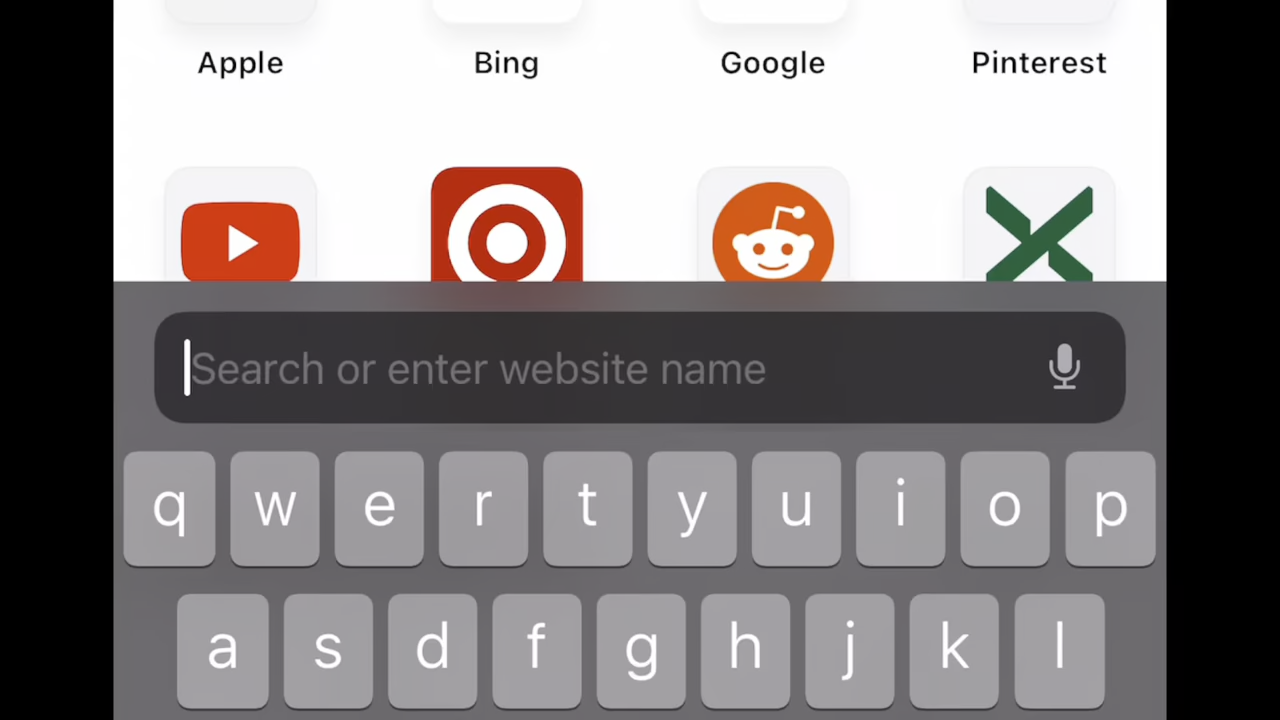 Apple Bing Google Pinterest
Search or enter website name
q w e r t y u i o p
a s d f g h j k l